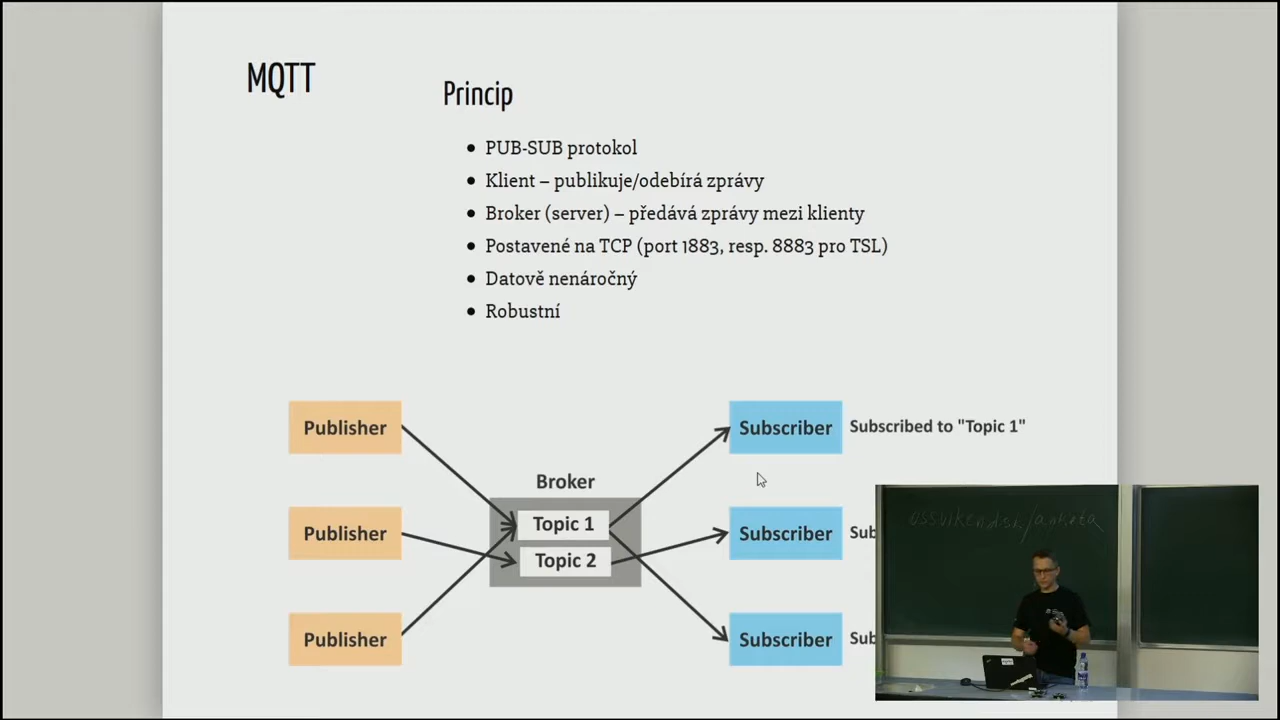 MQTT
Princip
PUB-SUB protokol
Klient – publikuje/odebírá zprávy
Broker (server) – předává zprávy mezi klienty
Postavené na TCP (port 1883, resp. 8883 pro TSL)
Datově nenáročný
Robustní
Publisher
Subscriber
Subscribed to "Topic 1"
Broker
Topic 1
Publisher
Topic 2
Subscriber
Sub
Publisher
Subscriber
Sub